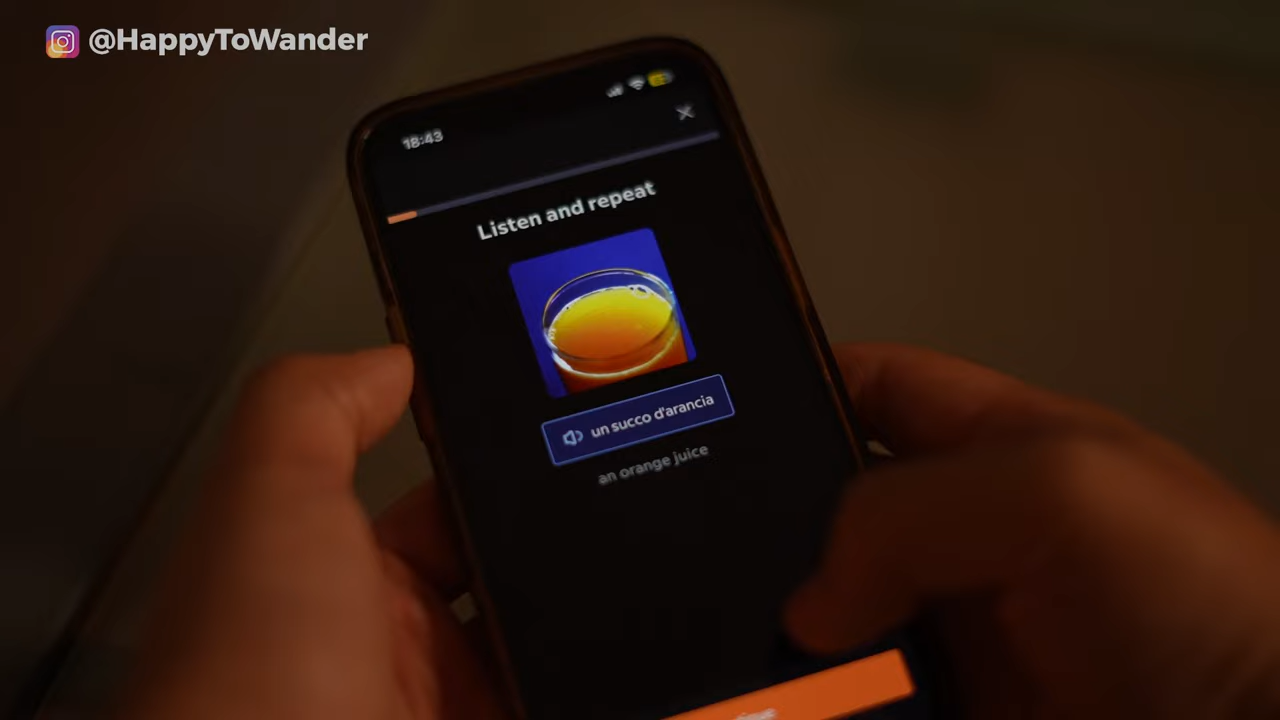 @HappyToWander
18:43
Listen and repeat
un succo d'arancia
an orange juice